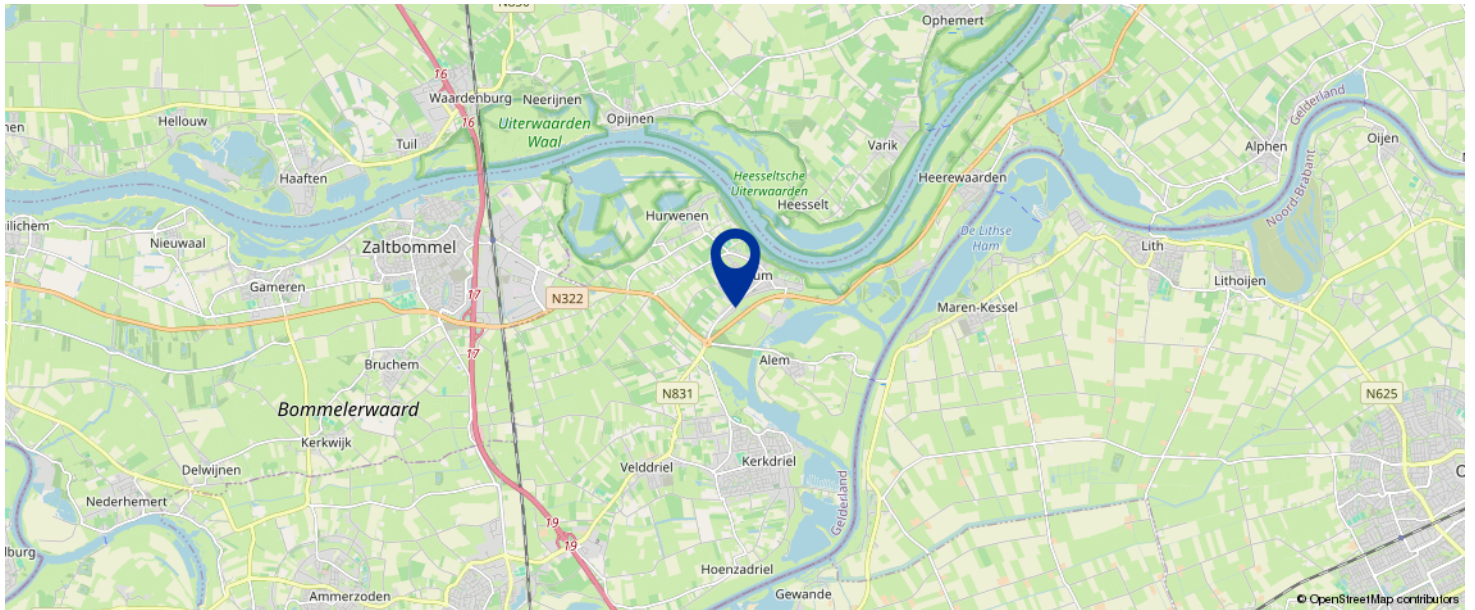 Ophemert
16
Waardenburg
Neerijnen
Gelderland
Hellouw
16
Uiterwaarden
Waal
Opijnen
Tuil
Varik
Alphen
Oijen
Haaften
Heesseltsche
Uiterwaarden
Heerewaarden
Heesselt
Hurwenen
Noord-Brabant
De Lithse
Ham
Nieuwaal
Zaltbommel
Lith
Gameren
17
N322
Lithoijen
Maren-Kessel
17
Bruchem
Alem
N831
N625
Bommelerwaard
Kerkwijk
Delwijnen
Velddriel
Kerkdriel
Nederhemert
Gelderland
19
19
Hoenzadriel
Ammerzoden
Gewande
© OpenStreetMap contributors